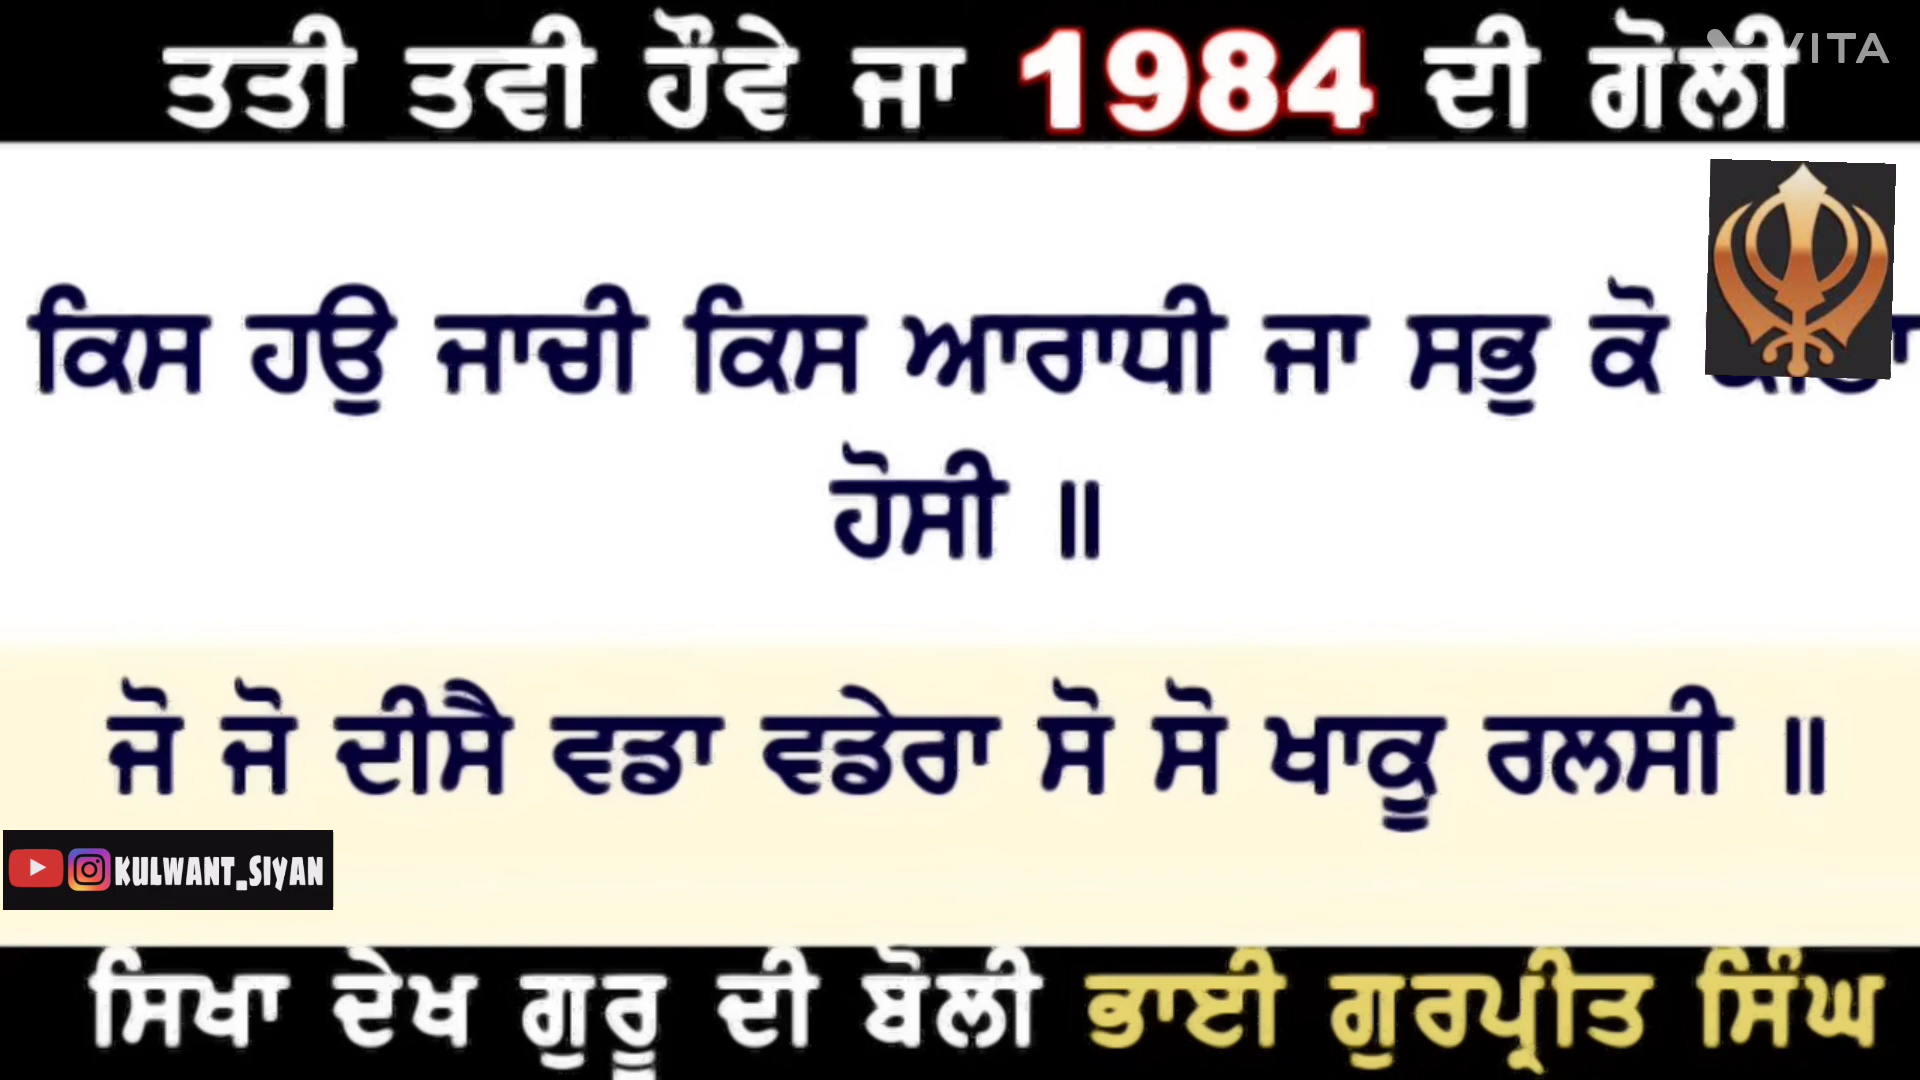 ਤਤੀ ਤਵੀ ਹੌਵੇ ਜਾ 1984 ਦੀ ਗੋਲੀ
VITA
ਕਿਸ ਹਉ ਜਾਚੀ ਕਿਸ ਆਰਾਧੀ ਜਾ ਸਭੁ ਕੋ
ਹੋਸੀ ॥
ਜੋ ਜੋ ਦੀਸੈ ਵਡਾ ਵਡੇਰਾ ਸੋ ਸੋ ਖਾਕੂ ਰਲਸੀ ॥
KULWANT_SIYAN
ਸਿਖਾ ਦੇਖ ਗੁਰੂ ਦੀ ਬੋਲੀ ਭਾਈ ਗੁਰਪ੍ਰੀਤ ਸਿੰਘ